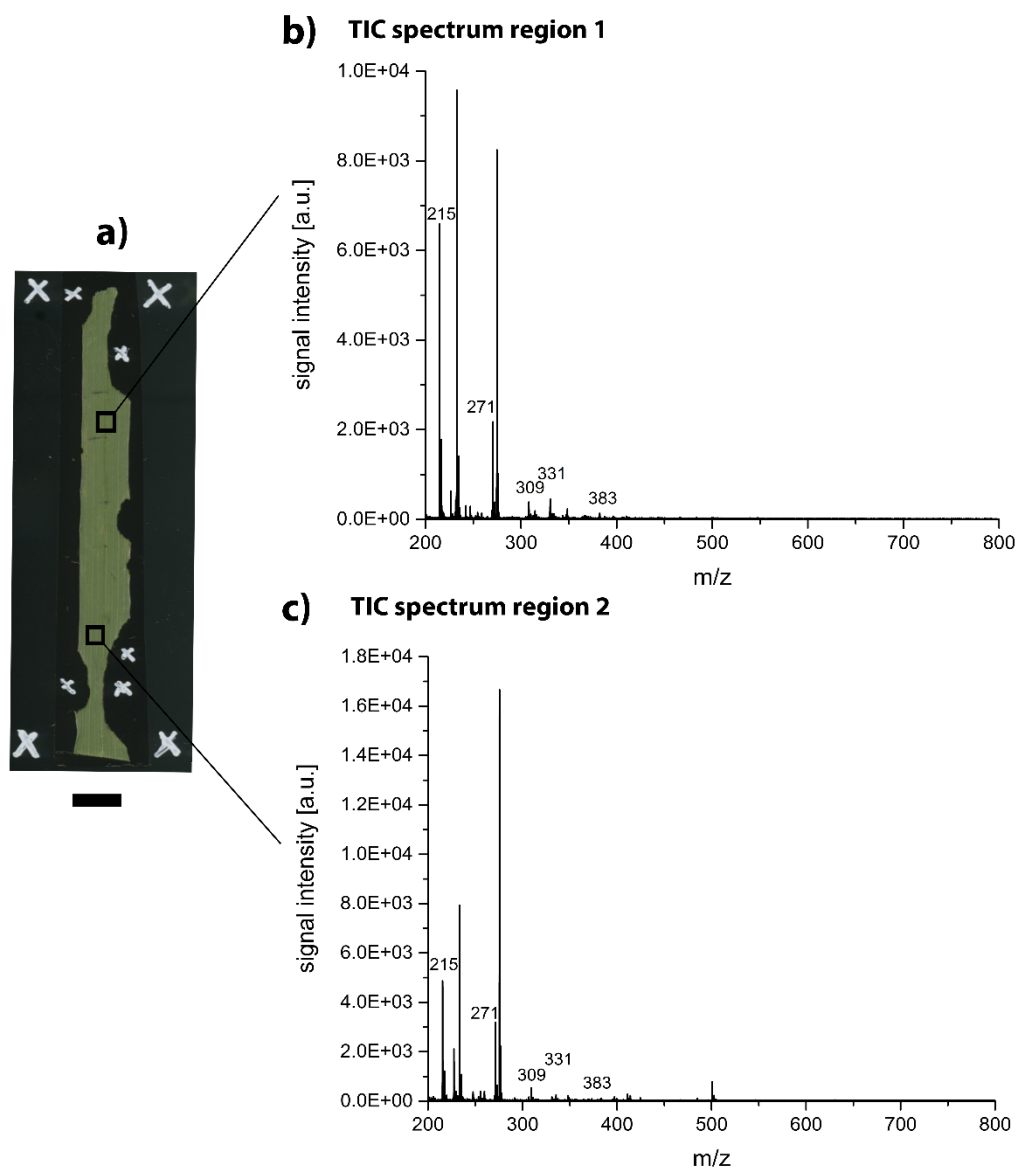 a)
X X X X X X X X X X
b) TIC spectrum region 1
1.0E+04
8.0E+03
6.0E+03
4.0E+03
2.0E+03
0.0E+00
signal intensity [a.u.]
215
271
309
331
383
200 300 400 500 600 700 800
m/z
c) TIC spectrum region 2
1.8E+04
1.6E+04
1.4E+04
1.2E+04
1.0E+04
8.0E+03
6.0E+03
4.0E+03
2.0E+03
0.0E+00
signal intensity [a.u.]
215
271
309
331
383
200 300 400 500 600 700 800
m/z